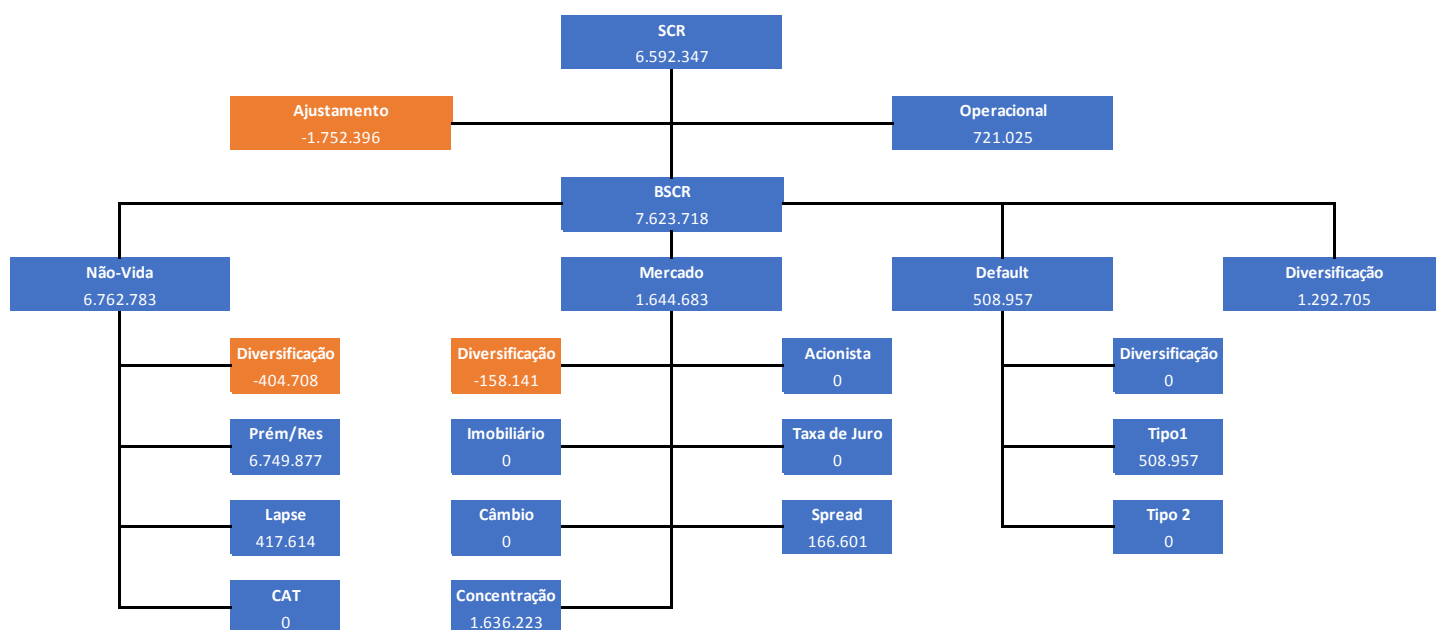 SCR
6.592.347
Ajustamento
-1.752.396
Operacional
721.025
BSCR
7.623.718
Não-Vida
6.762.783
Mercado
1.644.683
Default
508.957
Diversificação
1.292.705
Diversificação
-404.708
Diversificação
-158.141
Acionista
0
Diversificação
0
Prém/Res
6.749.877
Imobiliário
0
Taxa de Juro
0
Tipo1
508.957
Lapse
417.614
Câmbio
0
Spread
166.601
Tipo 2
0
CAT
0
Concentração
1.636.223